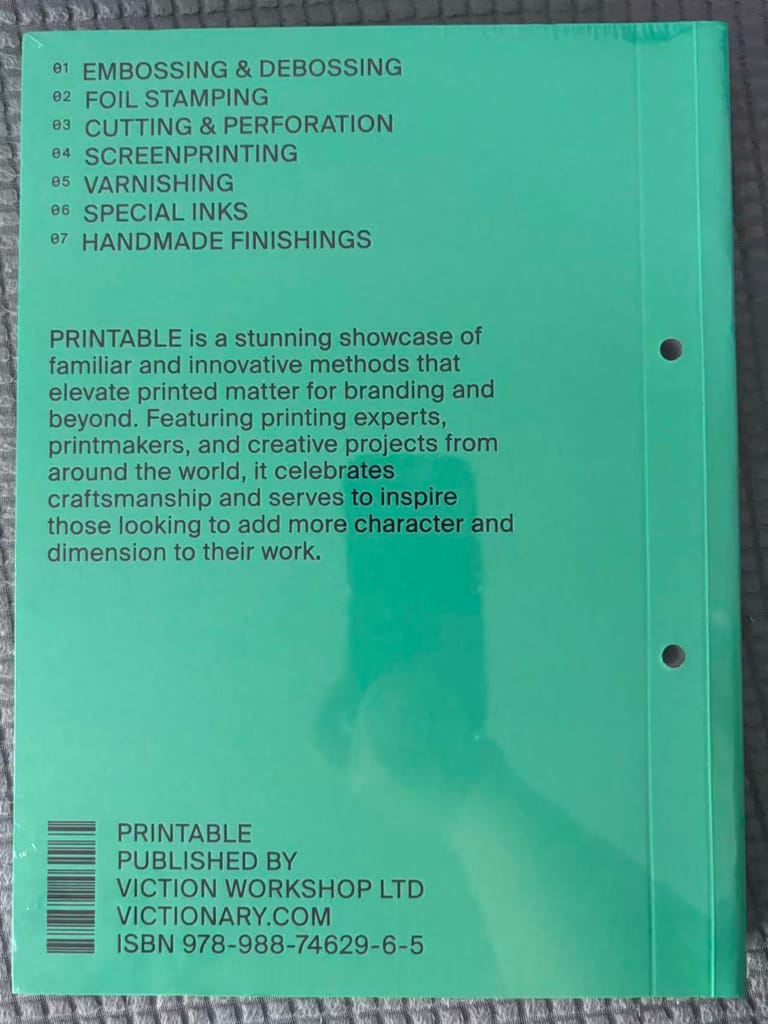 01 EMBOSSING & DEBOSSING
02 FOIL STAMPING
03 CUTTING & PERFORATION
04 SCREENPRINTING
05 VARNISHING
06 SPECIAL INKS
07 HANDMADE FINISHINGS
PRINTABLE is a stunning showcase of
familiar and innovative methods that
elevate printed matter for branding and
beyond. Featuring printing experts,
printmakers, and creative projects from
around the world, it celebrates
craftsmanship and serves to inspire
those looking to add more character and
dimension to their work.
PRINTABLE
PUBLISHED BY
VICTION WORKSHOP LTD
VICTIONARY.COM
ISBN 978-988-74629-6-5